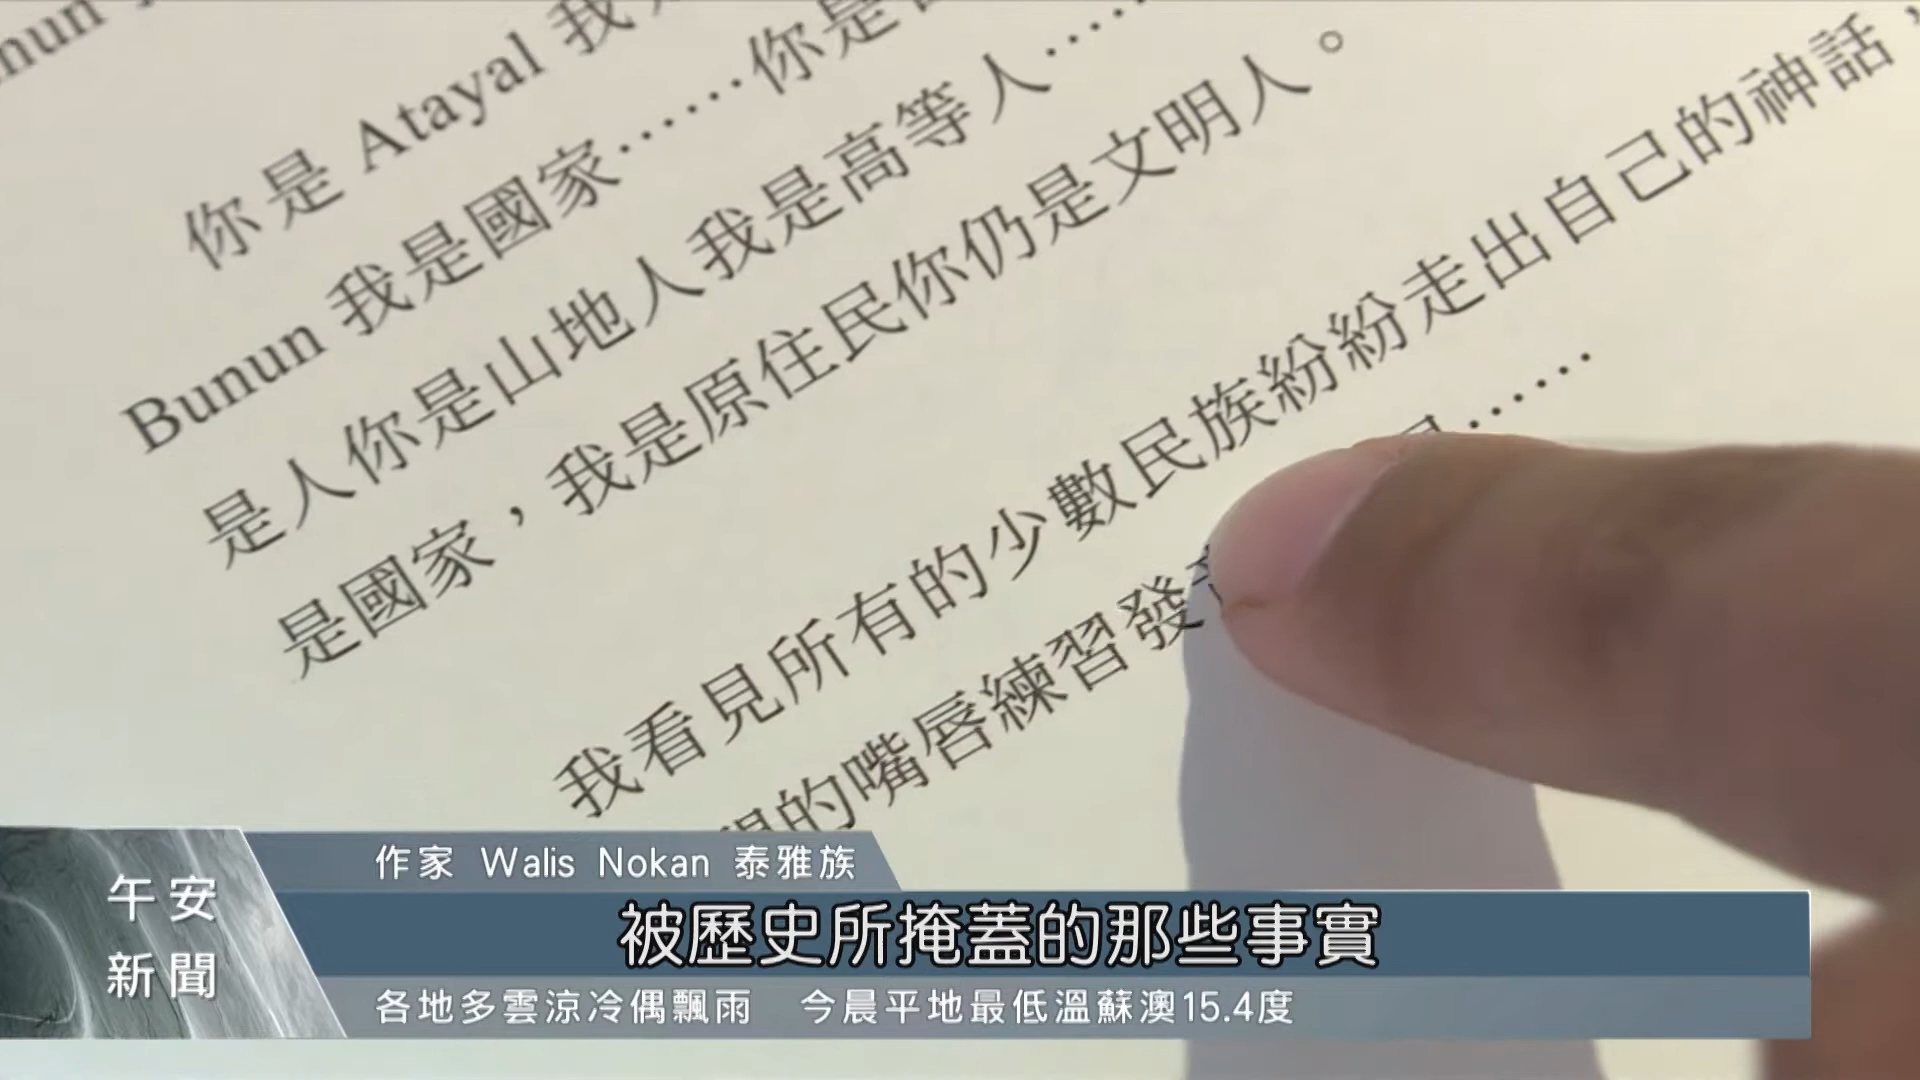 nun
你是 Atayal 我
Bunun 我是國家……你是
是人你是山地人我是高等人……
是國家，我是原住民你仍是文明人。
我看見所有的少數民族紛紛走出自己的神話，
的嘴唇練習發 ……
作家 Walis Nokan 泰雅族
午安
新聞
被歷史所掩蓋的那些事實
各地多雲涼冷偶飄雨 今晨平地最低溫蘇澳15.4度